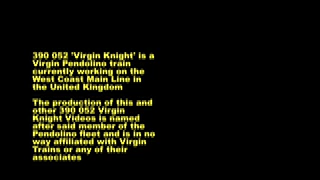 390 052 'Virgin Knight' is a
Virgin Pendolino train
currently working on the
West Coast Main Line in
the United Kingdom
The production of this and
other 390 052 Virgin
Knight Videos is named
after said member of the
Pendolino fleet and is in no
way affiliated with Virgin
Trains or any of their
associates